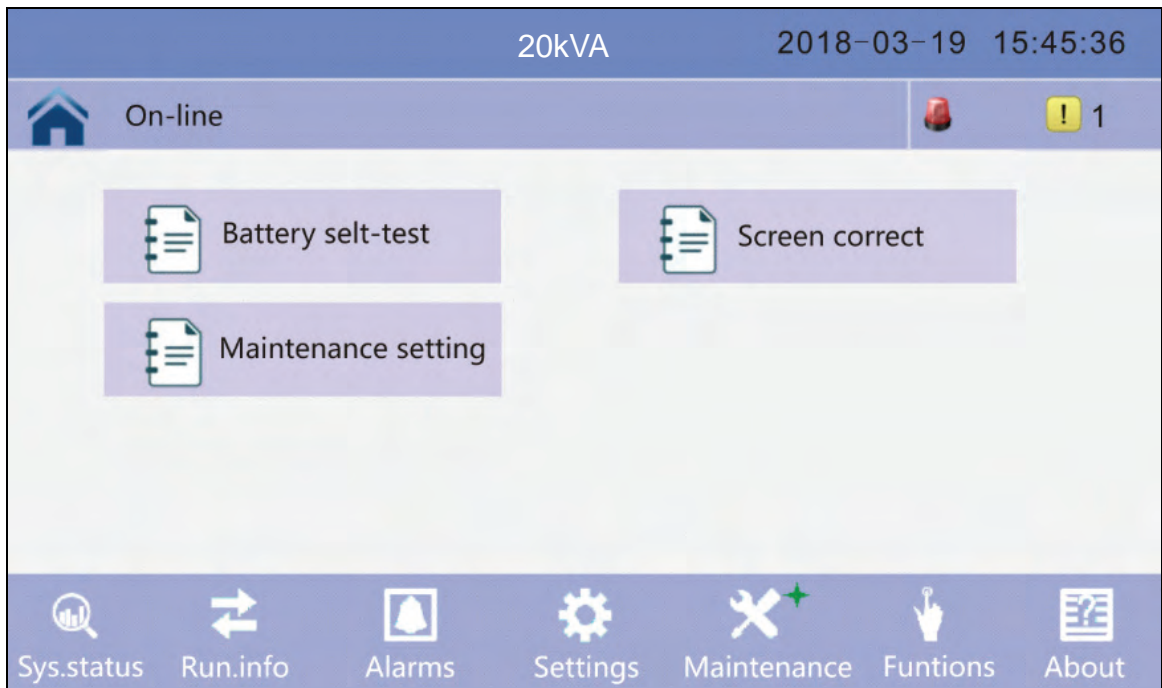 20kVA 2018-03-19 15:45:36
On-line ! 1
Battery selt-test Screen correct
Maintenance setting
Sys.status Run.info Alarms Settings Maintenance Funtions About